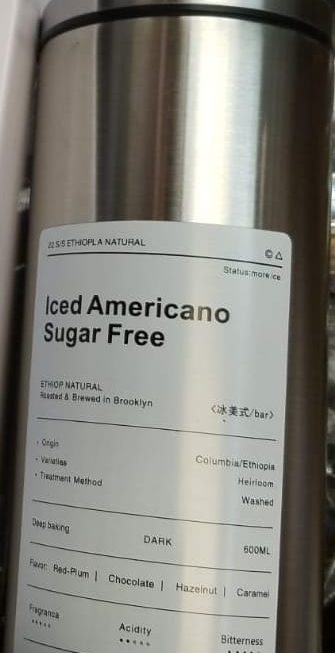 22 S/S ETHIOPLA NATURAL © △
Status:more ice
Iced Americano
Sugar Free
ETHIOP NATURAL
Roasted & Brewed in Brooklyn
<冰美式/bar>
· Origin Columbia/Ethiopia
· Varieties Heirloom
· Treatment Method Washed
Deep baking DARK 600ML
Flavor: Red-Plum | Chocolate | Hazelnut | Caramel
Fragrance Acidity Bitterness